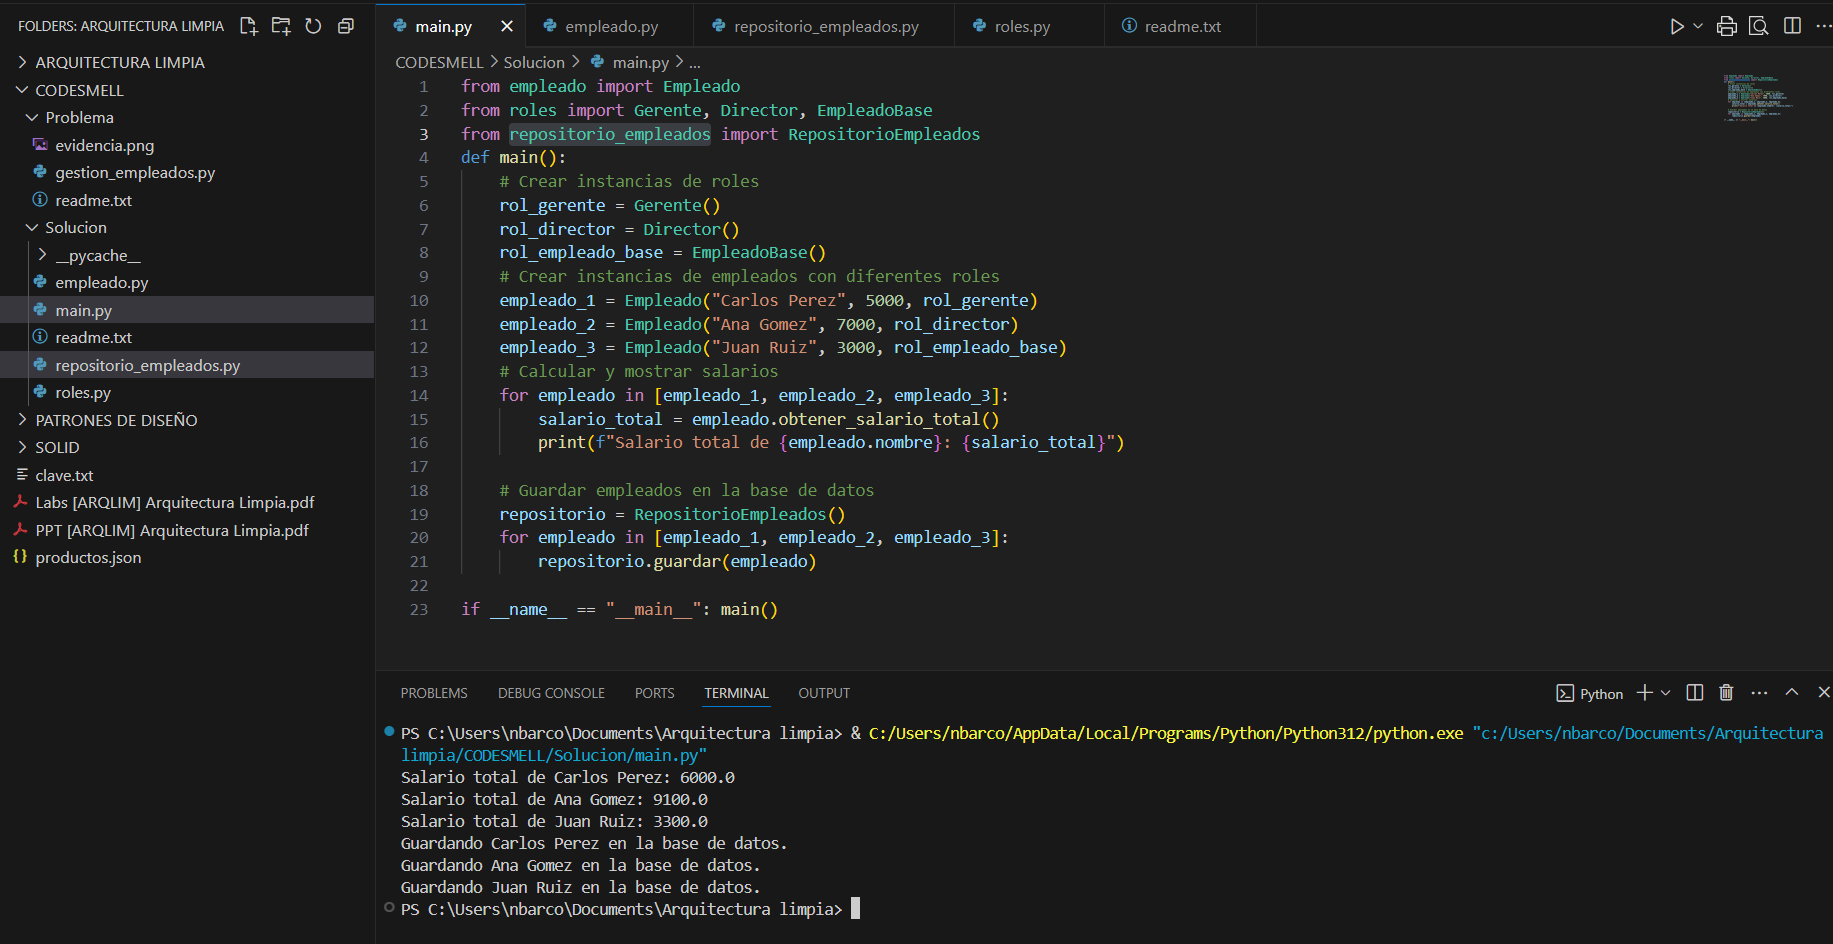 FOLDERS: ARQUITECTURA LIMPIA
ARQUITECTURA LIMPIA
CODESMELL
Problema
evidencia.png
gestion_empleados.py
readme.txt
Solucion
__pycache__
empleado.py
main.py
readme.txt
repositorio_empleados.py
roles.py
PATRONES DE DISEÑO
SOLID
clave.txt
Labs [ARQLIM] Arquitectura Limpia.pdf
PPT [ARQLIM] Arquitectura Limpia.pdf
productos.json
main.py empleado.py repositorio_empleados.py roles.py readme.txt
CODESMELL > Solucion > main.py > ...
1 from empleado import Empleado
2 from roles import Gerente, Director, EmpleadoBase
3 from repositorio_empleados import RepositorioEmpleados
4 def main():
5     # Crear instancias de roles
6     rol_gerente = Gerente()
7     rol_director = Director()
8     rol_empleado_base = EmpleadoBase()
9     # Crear instancias de empleados con diferentes roles
10     empleado_1 = Empleado("Carlos Perez", 5000, rol_gerente)
11     empleado_2 = Empleado("Ana Gomez", 7000, rol_director)
12     empleado_3 = Empleado("Juan Ruiz", 3000, rol_empleado_base)
13     # Calcular y mostrar salarios
14     for empleado in [empleado_1, empleado_2, empleado_3]:
15         salario_total = empleado.obtener_salario_total()
16         print(f"Salario total de {empleado.nombre}: {salario_total}")
17
18     # Guardar empleados en la base de datos
19     repositorio = RepositorioEmpleados()
20     for empleado in [empleado_1, empleado_2, empleado_3]:
21         repositorio.guardar(empleado)
22
23 if __name__ == "__main__": main()
PROBLEMS DEBUG CONSOLE PORTS TERMINAL OUTPUT Python
PS C:\Users\nbarco\Documents\Arquitectura limpia> & C:/Users/nbarco/AppData/Local/Programs/Python/Python312/python.exe "c:/Users/nbarco/Documents/Arquitectura
limpia/CODESMELL/Solucion/main.py"
Salario total de Carlos Perez: 6000.0
Salario total de Ana Gomez: 9100.0
Salario total de Juan Ruiz: 3300.0
Guardando Carlos Perez en la base de datos.
Guardando Ana Gomez en la base de datos.
Guardando Juan Ruiz en la base de datos.
PS C:\Users\nbarco\Documents\Arquitectura limpia>